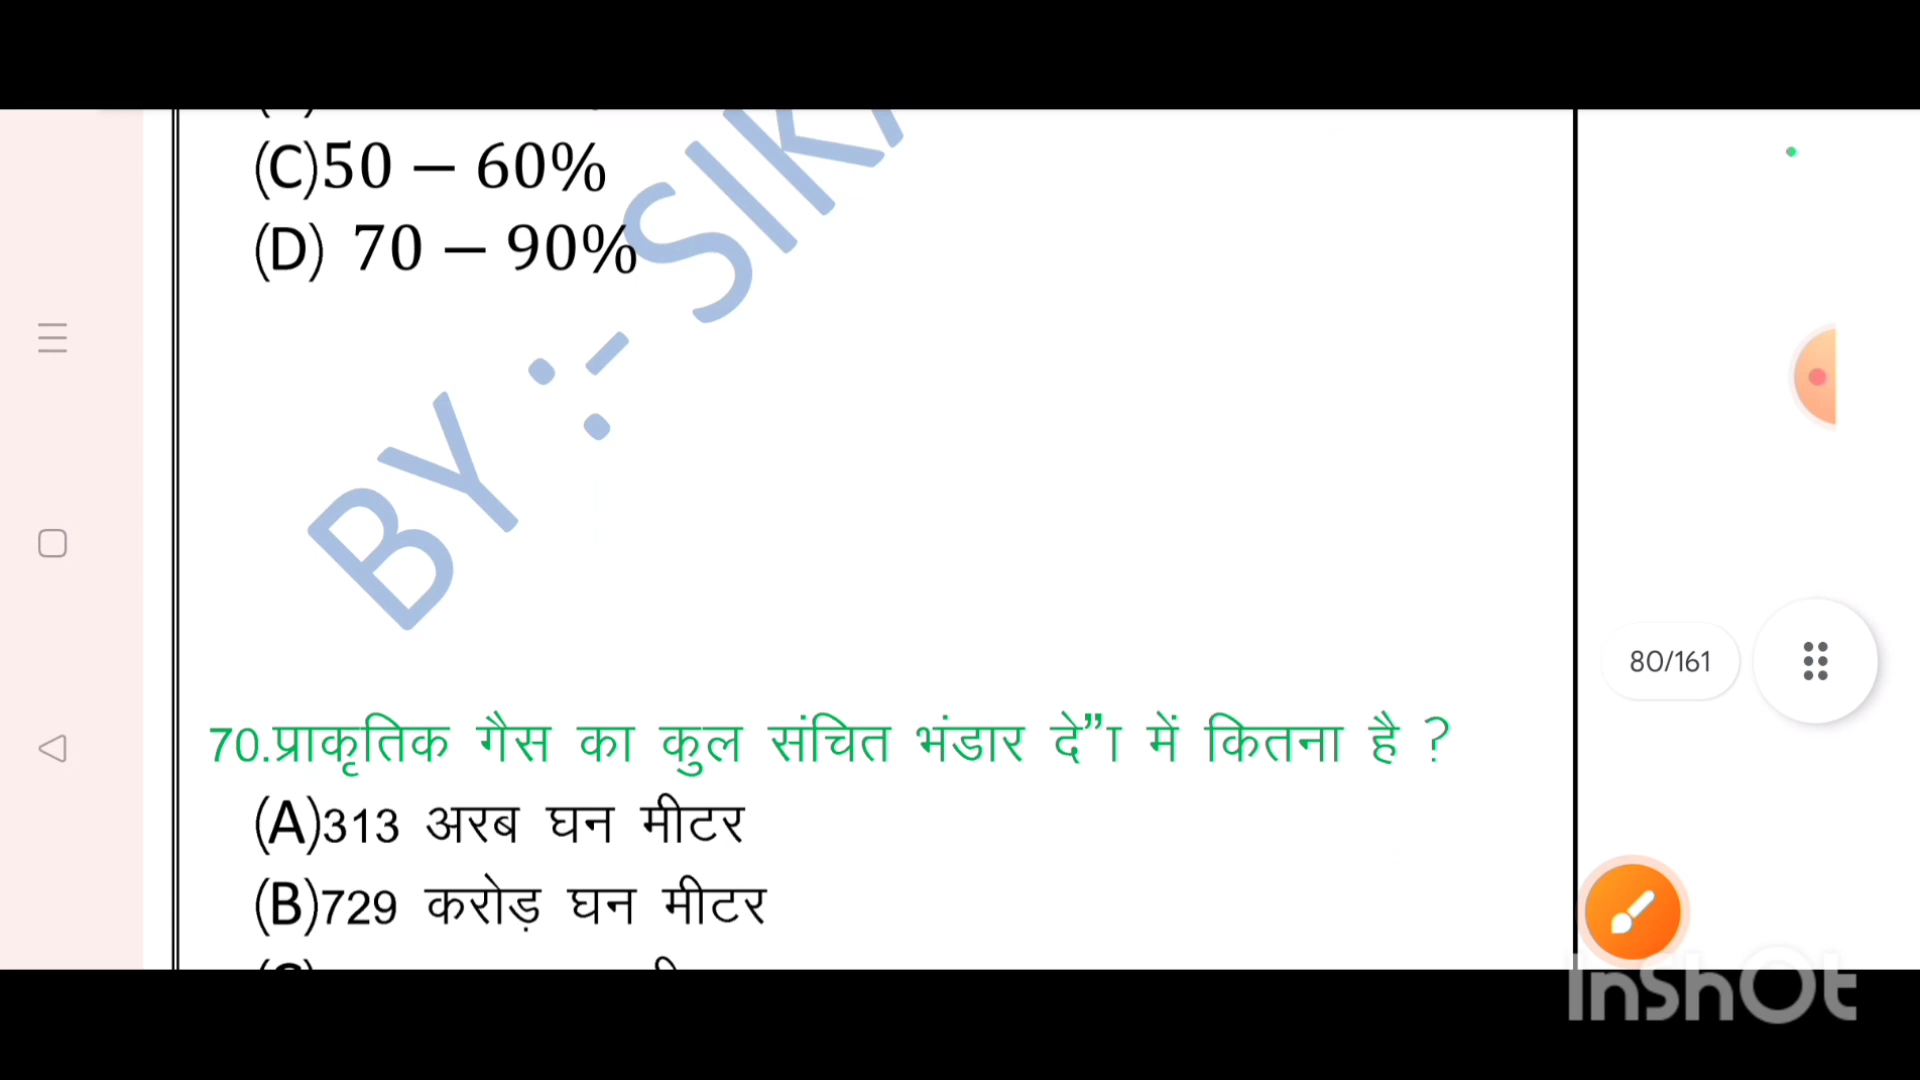 (C)50 – 60%
(D) 70 – 90%
BY :- SIK
80/161
70.प्राकृतिक गैस का कुल संचित भंडार दे”ा में कितना है ?
(A)313 अरब घन मीटर
(B)729 करोड़ घन मीटर
InShOt